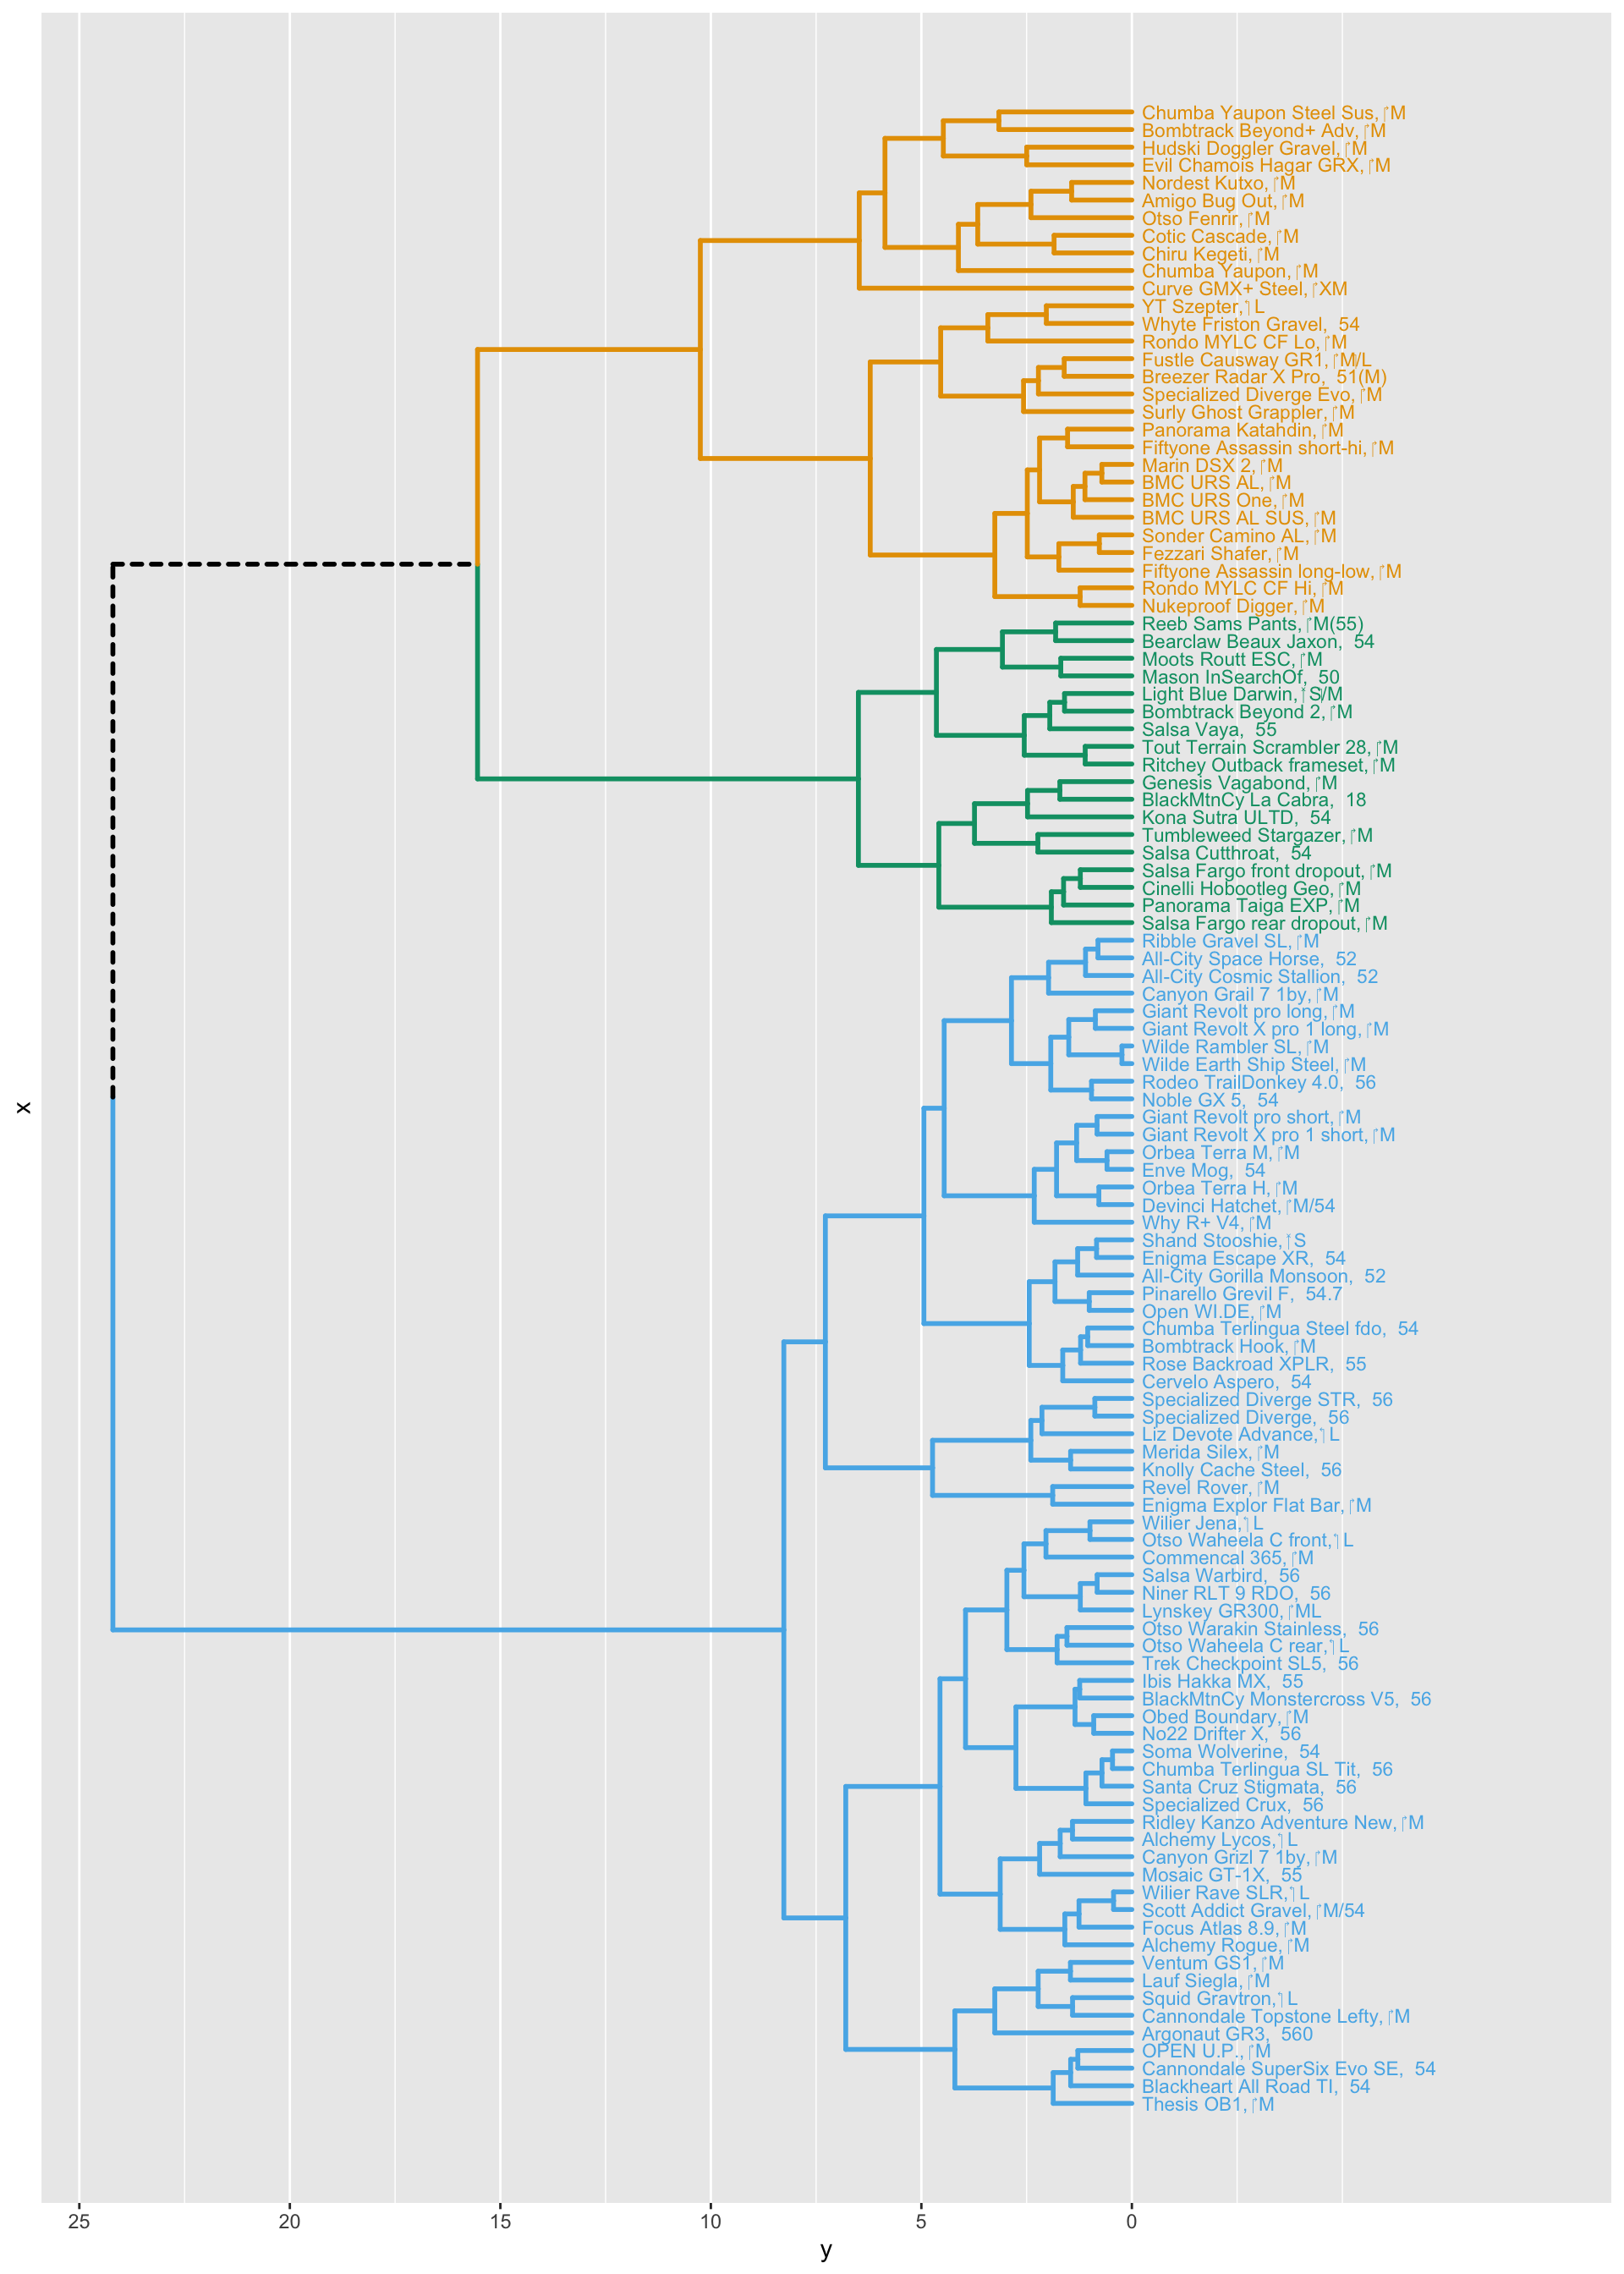 Chumba Yaupon Steel Sus, ↾M
Bombtrack Beyond+ Adv, ↾M
Hudski Doggler Gravel, ↾M
Evil Chamois Hagar GRX, ↾M
Nordest Kutxo, ↾M
Amigo Bug Out, ↾M
Otso Fenrir, ↾M
Cotic Cascade, ↾M
Chiru Kegeti, ↾M
Chumba Yaupon, ↾M
Curve GMX+ Steel, ↾XM
YT Szepter, ↿L
Whyte Friston Gravel, 54
Rondo MYLC CF Lo, ↾M
Fustle Causway GR1, ↾M/L
Breezer Radar X Pro, 51(M)
Specialized Diverge Evo, ↾M
Surly Ghost Grappler, ↾M
Panorama Katahdin, ↾M
Fiftyone Assassin short-hi, ↾M
Marin DSX 2, ↾M
BMC URS AL, ↾M
BMC URS One, ↾M
BMC URS AL SUS, ↾M
Sonder Camino AL, ↾M
Fezzari Shafer, ↾M
Fiftyone Assassin long-low, ↾M
Rondo MYLC CF Hi, ↾M
Nukeproof Digger, ↾M
Reeb Sams Pants, ↾M(55)
Bearclaw Beaux Jaxon, 54
Moots Routt ESC, ↾M
Mason InSearchOf, 50
Light Blue Darwin, ↾S/M
Bombtrack Beyond 2, ↾M
Salsa Vaya, 55
Tout Terrain Scrambler 28, ↾M
Ritchey Outback frameset, ↾M
Genesis Vagabond, ↾M
BlackMtnCy La Cabra, 18
Kona Sutra ULTD, 54
Tumbleweed Stargazer, ↾M
Salsa Cutthroat, 54
Salsa Fargo front dropout, ↾M
Cinelli Hobootleg Geo, ↾M
Panorama Taiga EXP, ↾M
Salsa Fargo rear dropout, ↾M
Ribble Gravel SL, ↾M
All-City Space Horse, 52
All-City Cosmic Stallion, 52
Canyon Grail 7 1by, ↾M
Giant Revolt pro long, ↾M
Giant Revolt X pro 1 long, ↾M
Wilde Rambler SL, ↾M
Wilde Earth Ship Steel, ↾M
Rodeo TrailDonkey 4.0, 56
Noble GX 5, 54
Giant Revolt pro short, ↾M
Giant Revolt X pro 1 short, ↾M
Orbea Terra M, ↾M
Enve Mog, 54
Orbea Terra H, ↾M
Devinci Hatchet, ↾M/54
Why R+ V4, ↾M
Shand Stooshie, ↾S
Enigma Escape XR, 54
All-City Gorilla Monsoon, 52
Pinarello Grevil F, 54.7
Open WI.DE, ↾M
Chumba Terlingua Steel fdo, 54
Bombtrack Hook, ↾M
Rose Backroad XPLR, 55
Cervelo Aspero, 54
Specialized Diverge STR, 56
Specialized Diverge, 56
Liz Devote Advance, ↿L
Merida Silex, ↾M
Knolly Cache Steel, 56
Revel Rover, ↾M
Enigma Explor Flat Bar, ↾M
Wilier Jena, ↿L
Otso Waheela C front, ↿L
Commencal 365, ↾M
Salsa Warbird, 56
Niner RLT 9 RDO, 56
Lynskey GR300, ↾ML
Otso Warakin Stainless, 56
Otso Waheela C rear, ↿L
Trek Checkpoint SL5, 56
Ibis Hakka MX, 55
BlackMtnCy Monstercross V5, 56
Obed Boundary, ↾M
No22 Drifter X, 56
Soma Wolverine, 54
Chumba Terlingua SL Tit, 56
Santa Cruz Stigmata, 56
Specialized Crux, 56
Ridley Kanzo Adventure New, ↾M
Alchemy Lycos, ↿L
Canyon Grizl 7 1by, ↾M
Mosaic GT-1X, 55
Wilier Rave SLR, ↿L
Scott Addict Gravel, ↾M/54
Focus Atlas 8.9, ↾M
Alchemy Rogue, ↾M
Ventum GS1, ↾M
Lauf Siegla, ↾M
Squid Gravtron, ↿L
Cannondale Topstone Lefty, ↾M
Argonaut GR3, 560
OPEN U.P., ↾M
Cannondale SuperSix Evo SE, 54
Blackheart All Road TI, 54
Thesis OB1, ↾M
x
25 20 15 10 5 0
y